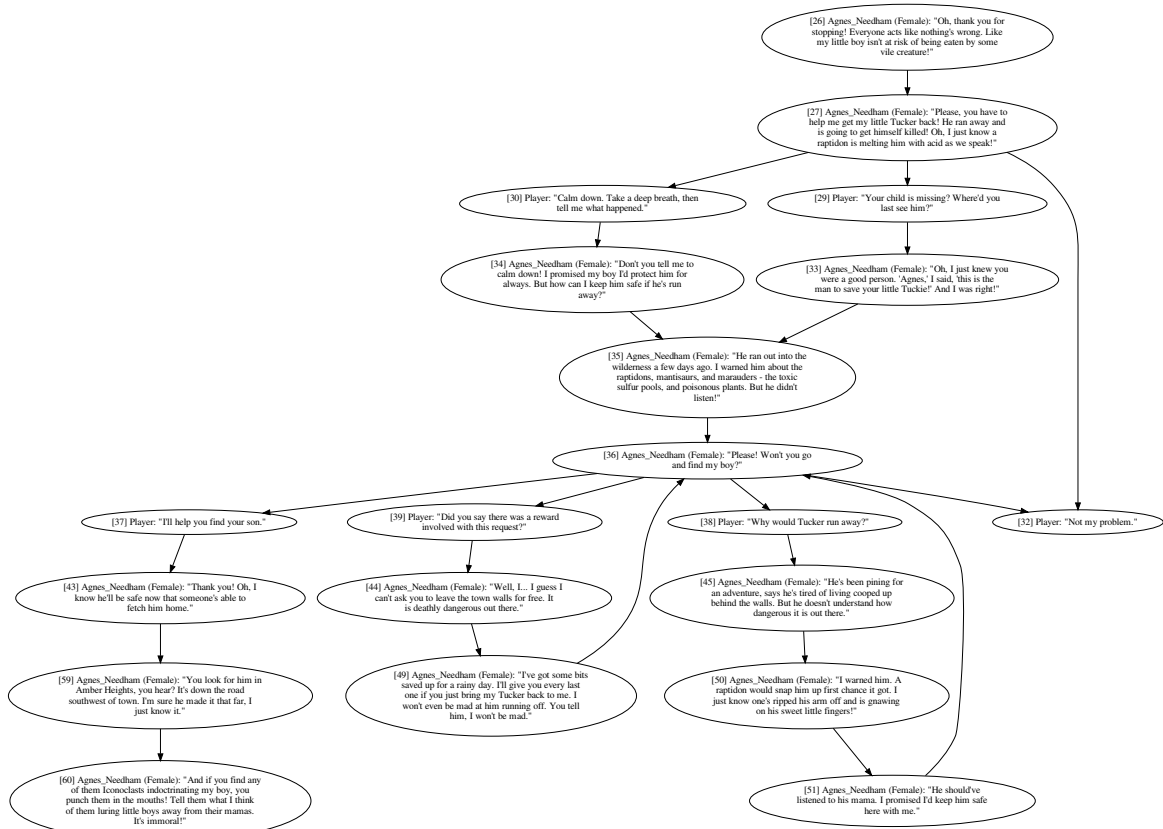 [26] Agnes_Needham (Female): "Oh, thank you for
stopping! Everyone acts like nothing's wrong. Like
my little boy isn't at risk of being eaten by some
vile creature!"
[27] Agnes_Needham (Female): "Please, you have to
help me get my little Tucker back! He ran away and
is going to get himself killed! Oh, I just know a
raptidon is melting him with acid as we speak!"
[30] Player: "Calm down. Take a deep breath, then
tell me what happened."
[29] Player: "Your child is missing? Where'd you
last see him?"
[34] Agnes_Needham (Female): "Don't you tell me to
calm down! I promised my boy I'd protect him for
always. But how can I keep him safe if he's run
away?"
[33] Agnes_Needham (Female): "Oh, I just knew you
were a good person. 'Agnes,' I said, 'this is the
man to save your little Tuckie!' And I was right!"
[35] Agnes_Needham (Female): "He ran out into the
wilderness a few days ago. I warned him about the
raptidons, mantisaurs, and marauders - the toxic
sulfur pools, and poisonous plants. But he didn't
listen!"
[36] Agnes_Needham (Female): "Please! Won't you go
and find my boy?"
[37] Player: "I'll help you find your son."
[39] Player: "Did you say there was a reward
involved with this request?"
[38] Player: "Why would Tucker run away?"
[32] Player: "Not my problem."
[43] Agnes_Needham (Female): "Thank you! Oh, I
know he'll be safe now that someone's able to
fetch him home."
[44] Agnes_Needham (Female): "Well, I... I guess I
can't ask you to leave the town walls for free. It
is deathly dangerous out there."
[45] Agnes_Needham (Female): "He's been pining for
an adventure, says he's tired of living cooped up
behind the walls. But he doesn't understand how
dangerous it is out there."
[59] Agnes_Needham (Female): "You look for him in
Amber Heights, you hear? It's down the road
southwest of town. I'm sure he made it that far, I
just know it."
[49] Agnes_Needham (Female): "I've got some bits
saved up for a rainy day. I'll give you every last
one if you just bring my Tucker back to me. I
won't even be mad at him running off. You tell
him, I won't be mad."
[50] Agnes_Needham (Female): "I warned him. A
raptidon would snap him up first chance it got. I
just know one's ripped his arm off and is gnawing
on his sweet little fingers!"
[60] Agnes_Needham (Female): "And if you find any
of them Iconoclasts indoctrinating my boy, you
punch them in the mouths! Tell them what I think
of them luring little boys away from their mamas.
It's immoral!"
[51] Agnes_Needham (Female): "He should've
listened to his mama. I promised I'd keep him safe
here with me."